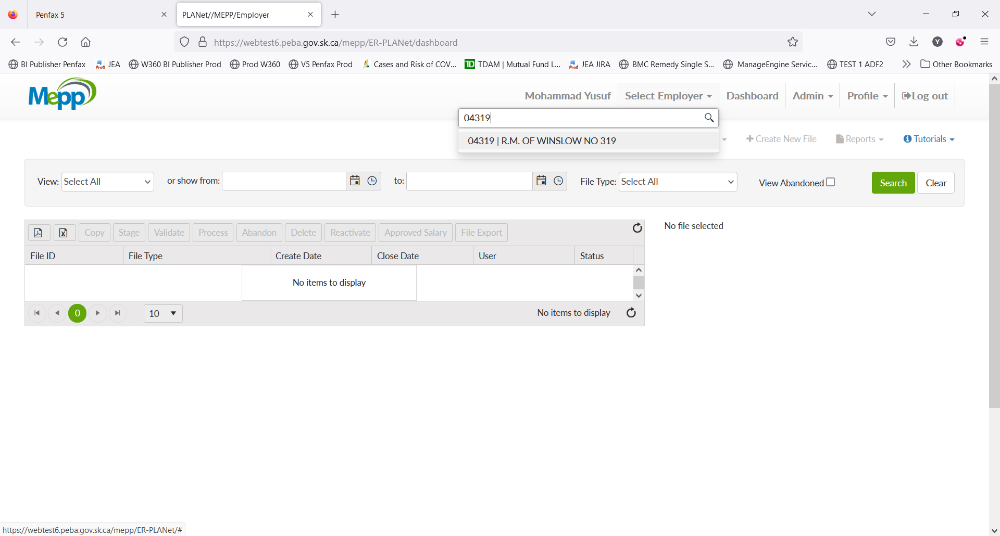 Penfax 5
PLANet//MEPP/Employer
https://webtest6.peba.gov.sk.ca/mepp/ER-PLANet/dashboard
Y
BI Publisher Penfax
Prod JEA
W360 BI Publisher Prod
Prod W360
V5 Penfax Prod
Cases and Risk of COV...
TD TDAM | Mutual Fund L...
Prod JEA JIRA
BMC Remedy Single S...
ManageEngine Servic...
TEST 1 ADF2
Other Bookmarks
Mepp
Mohammad Yusuf
Select Employer
Dashboard
Admin
Profile
Log out
04319
04319 | R.M. OF WINSLOW NO 319
Create New File
Reports
Tutorials
View: Select All
or show from:
to:
File Type: Select All
View Abandoned
Search
Clear
Copy
Stage
Validate
Process
Abandon
Delete
Reactivate
Approved Salary
File Export
No file selected
File ID
File Type
Create Date
Close Date
User
Status
No items to display
0
10
No items to display
https://webtest6.peba.gov.sk.ca/mepp/ER-PLANet/#